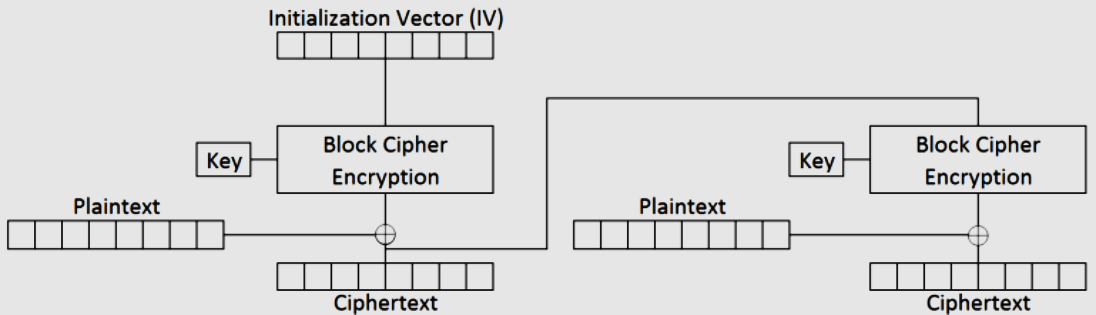 Initialization Vector (IV)
Key
Block Cipher
Encryption
Plaintext
Ciphertext
Key
Block Cipher
Encryption
Plaintext
Ciphertext